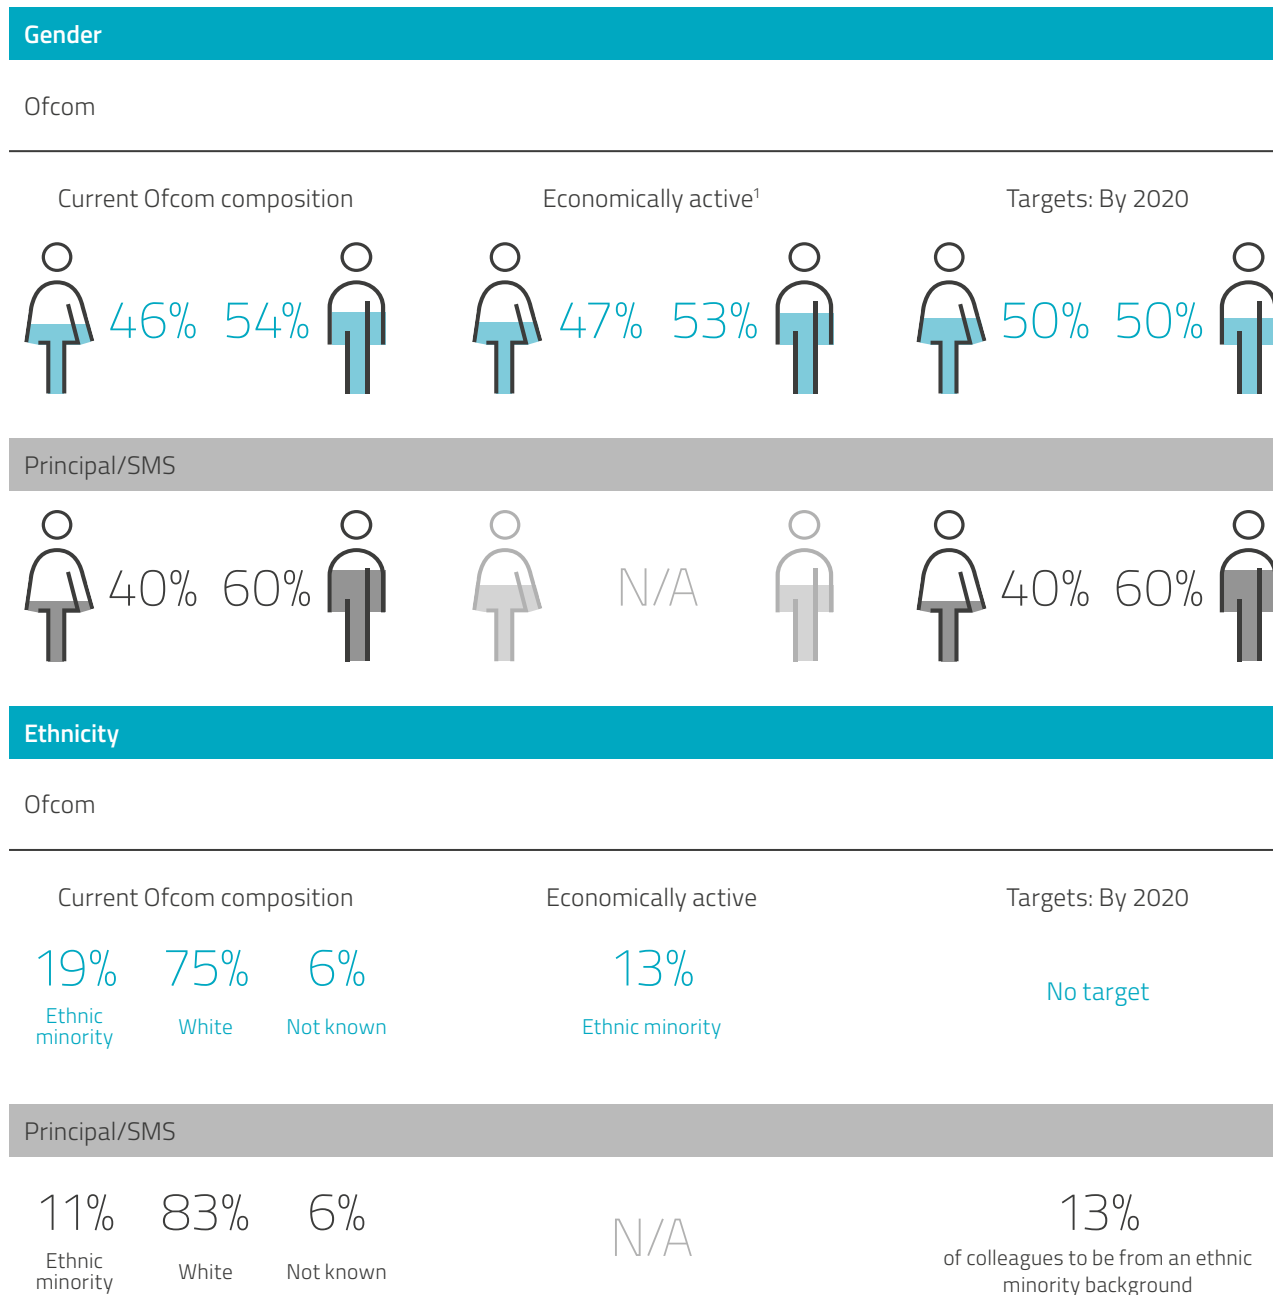 Gender
Ofcom
Current Ofcom composition Economically active¹ Targets: By 2020
46% 54% 47% 53% 50% 50%
Principal/SMS
40% 60% N/A 40% 60%
Ethnicity
Ofcom
Current Ofcom composition Economically active Targets: By 2020
19% 75% 6% 13%
Ethnic
minority White Not known Ethnic minority No target
Principal/SMS
11% 83% 6% N/A 13%
Ethnic
minority White Not known
of colleagues to be from an ethnic
minority background